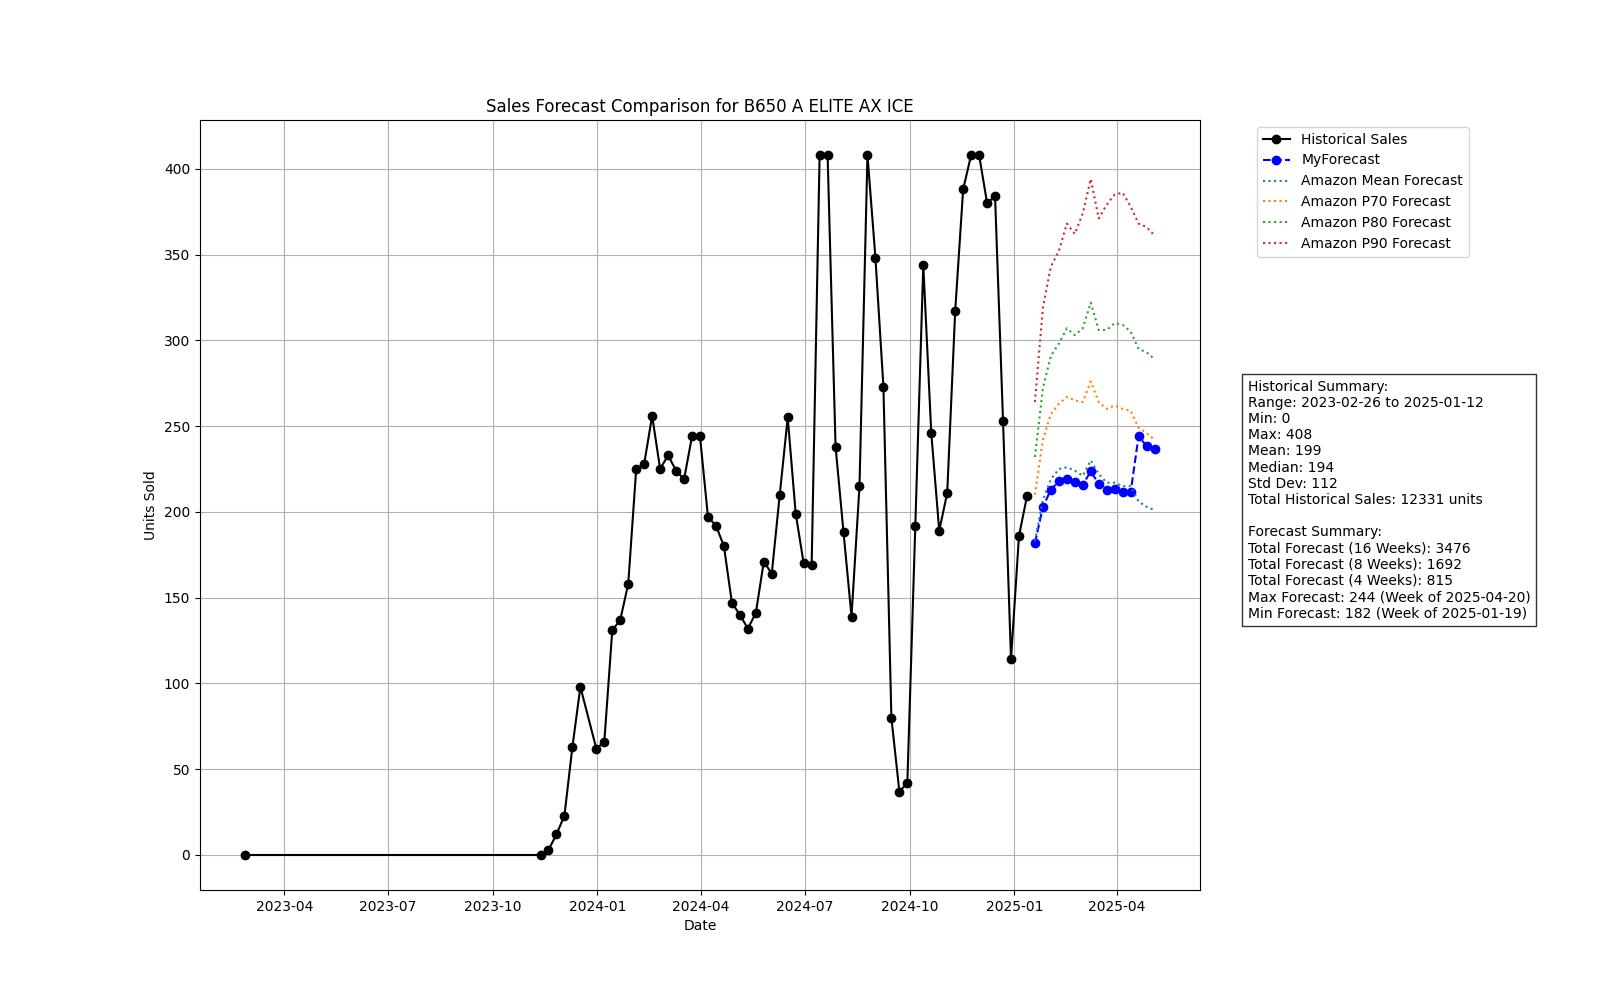 Sales Forecast Comparison for B650 A ELITE AX ICE
Units Sold
400
350
300
250
200
150
100
50
0
2023-04
2023-07
2023-10
2024-01
2024-04
2024-07
2024-10
2025-01
2025-04
Date
Historical Sales
MyForecast
Amazon Mean Forecast
Amazon P70 Forecast
Amazon P80 Forecast
Amazon P90 Forecast
Historical Summary:
Range: 2023-02-26 to 2025-01-12
Min: 0
Max: 408
Mean: 199
Median: 194
Std Dev: 112
Total Historical Sales: 12331 units
Forecast Summary:
Total Forecast (16 Weeks): 3476
Total Forecast (8 Weeks): 1692
Total Forecast (4 Weeks): 815
Max Forecast: 244 (Week of 2025-04-20)
Min Forecast: 182 (Week of 2025-01-19)